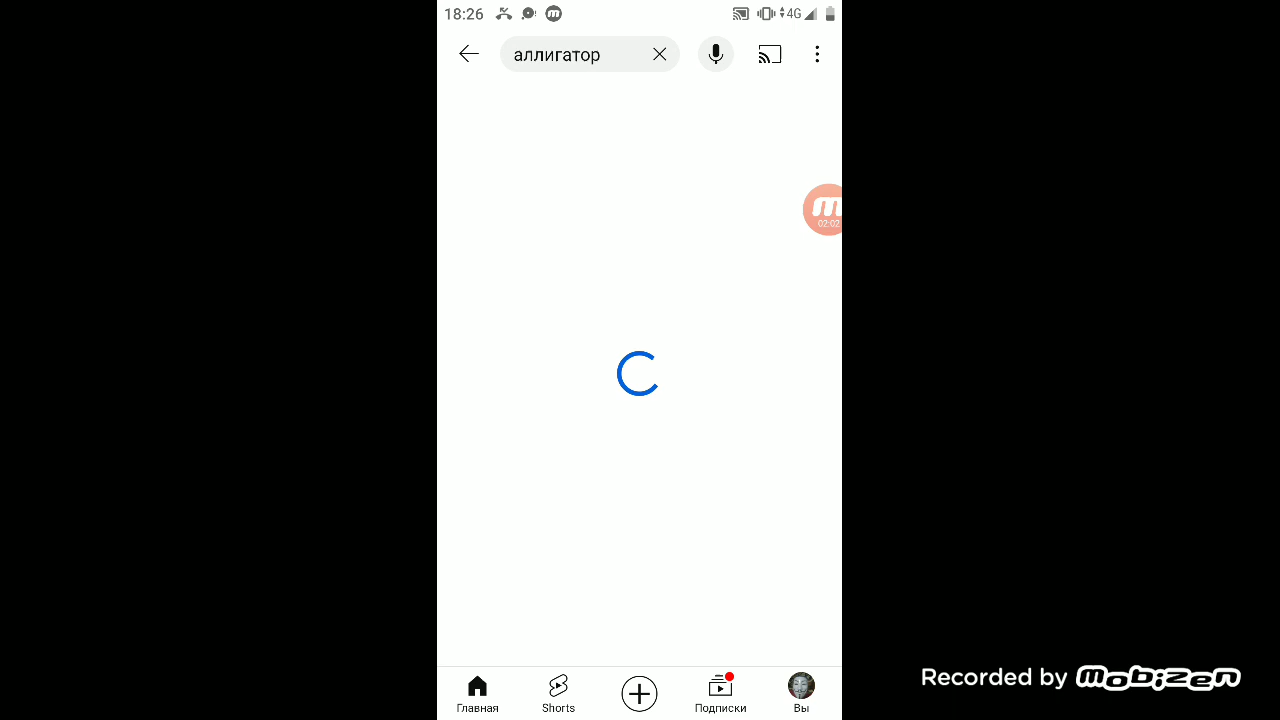 18:26
4G
аллигатор
02:02
Главная
Shorts
Подписки
Вы
Recorded by mobizen